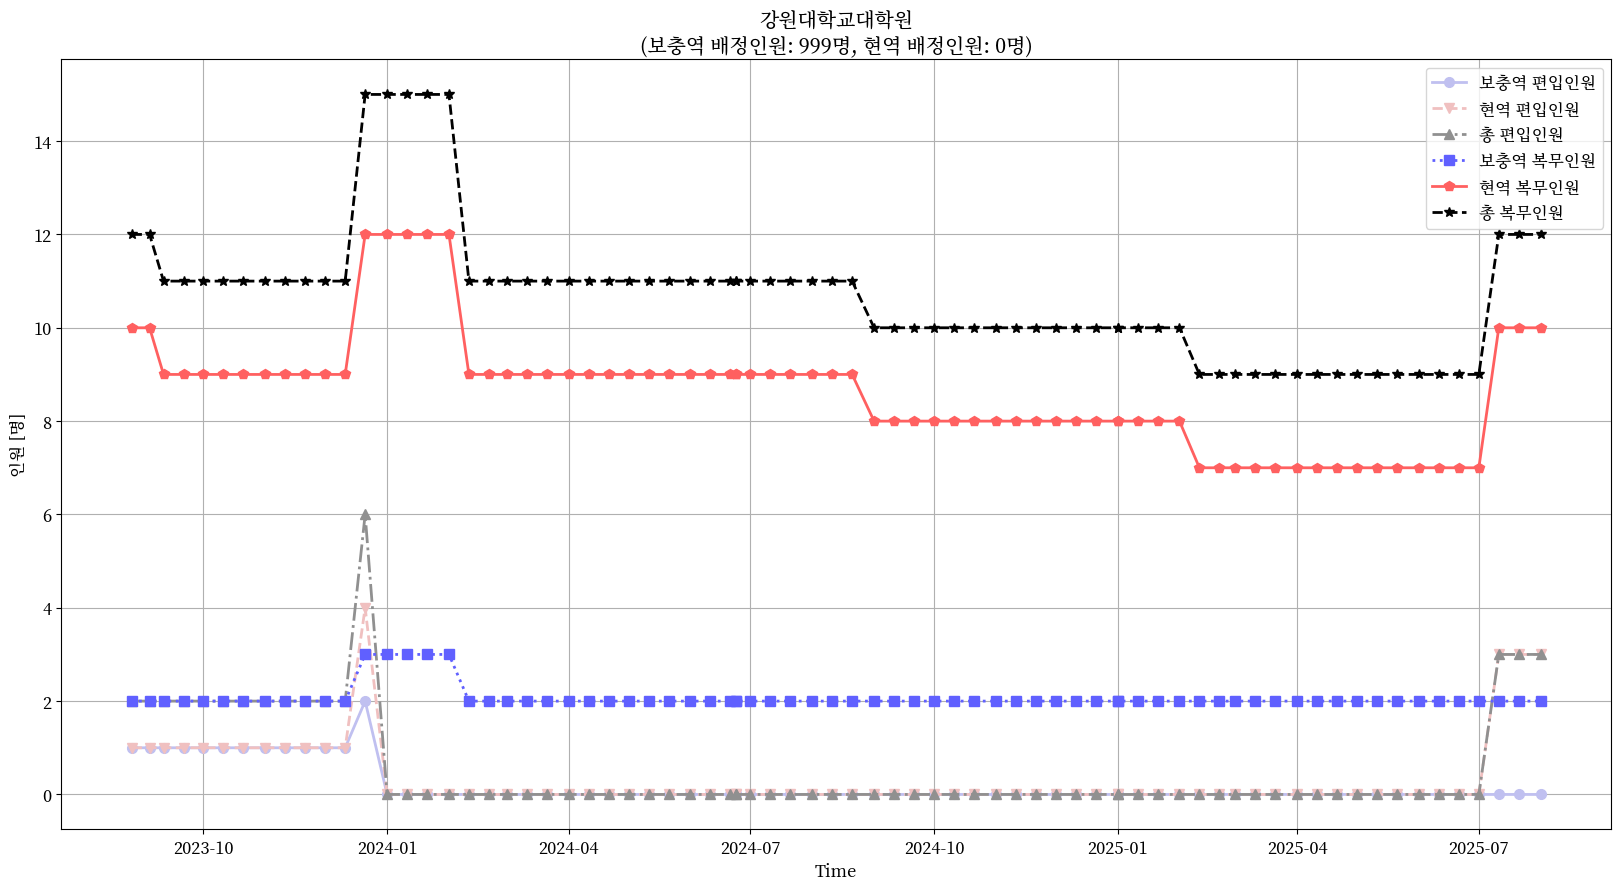 강원대학교대학원
(보충역 배정인원: 999명, 현역 배정인원: 0명)
보충역 편입인원
현역 편입인원
총 편입인원
보충역 복무인원
현역 복무인원
총 복무인원
인원 [명]
14
12
10
8
6
4
2
0
2023-10
2024-01
2024-04
2024-07
2024-10
2025-01
2025-04
2025-07
Time